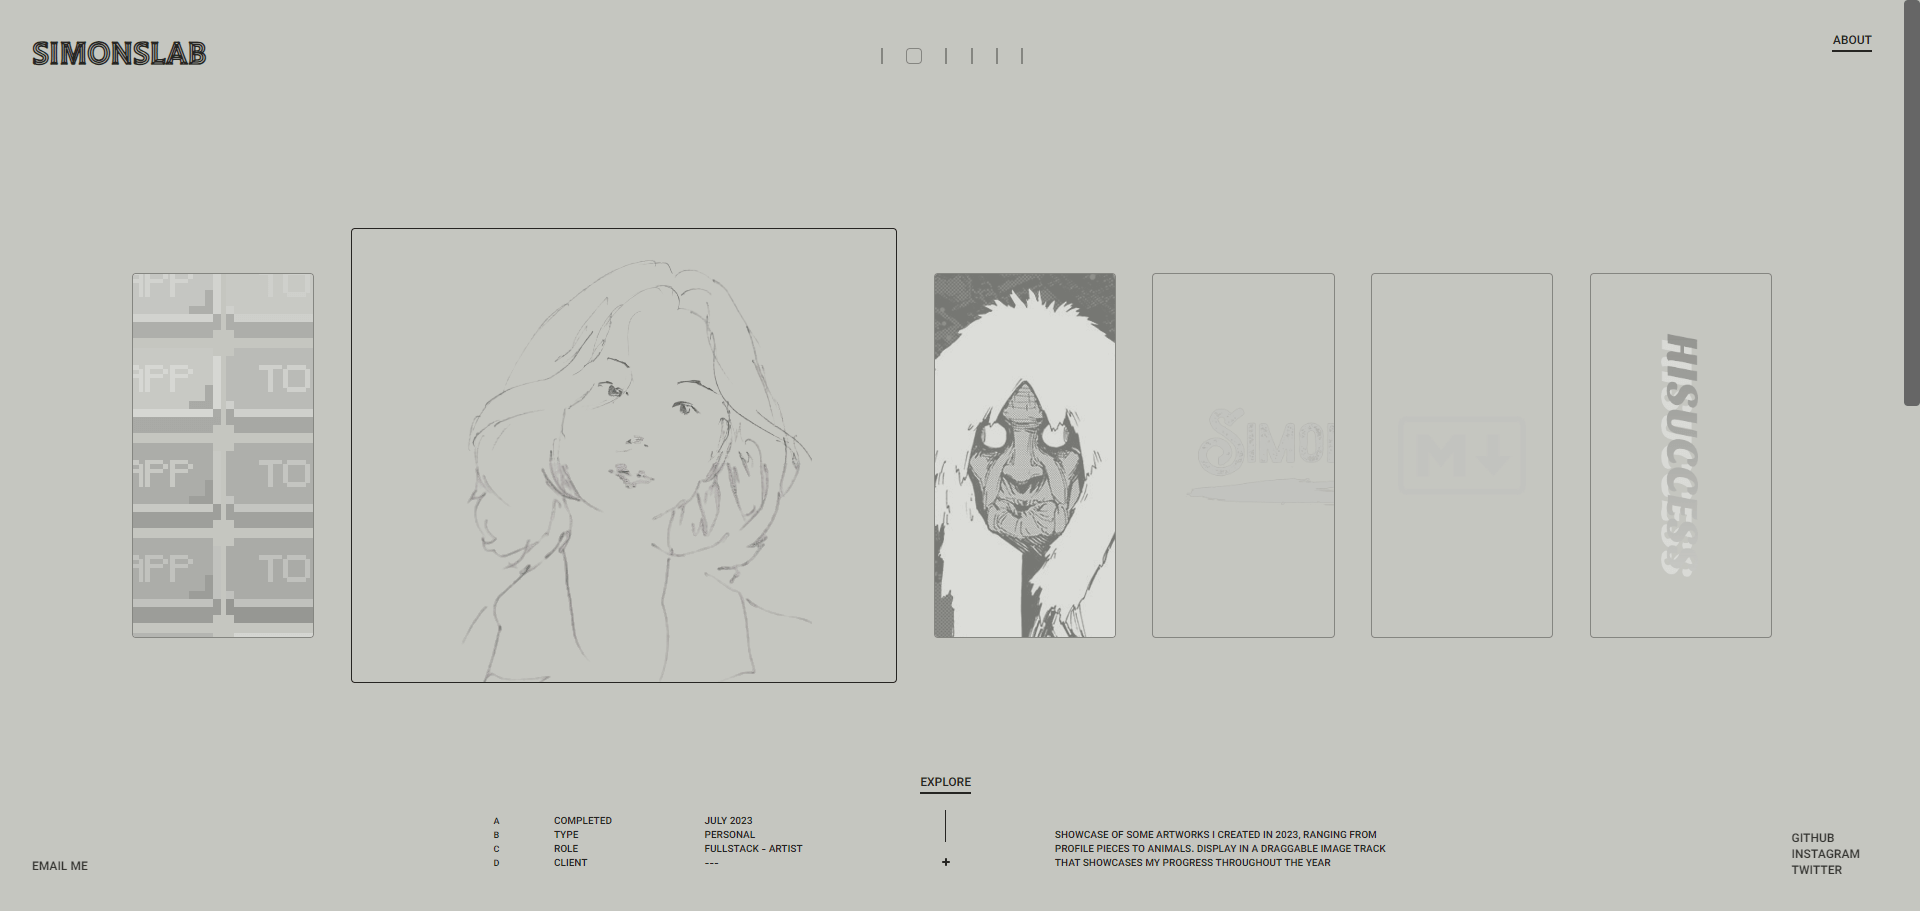 SIMONSLAB
ABOUT
APP TO
APP TO
APP TO
APP TO
SIMO
M
HISUCCESS
EXPLORE
A COMPLETED JULY 2023
B TYPE PERSONAL
C ROLE FULLSTACK - ARTIST
D CLIENT ---
+
SHOWCASE OF SOME ARTWORKS I CREATED IN 2023, RANGING FROM
PROFILE PIECES TO ANIMALS. DISPLAY IN A DRAGGABLE IMAGE TRACK
THAT SHOWCASES MY PROGRESS THROUGHOUT THE YEAR
EMAIL ME
GITHUB
INSTAGRAM
TWITTER